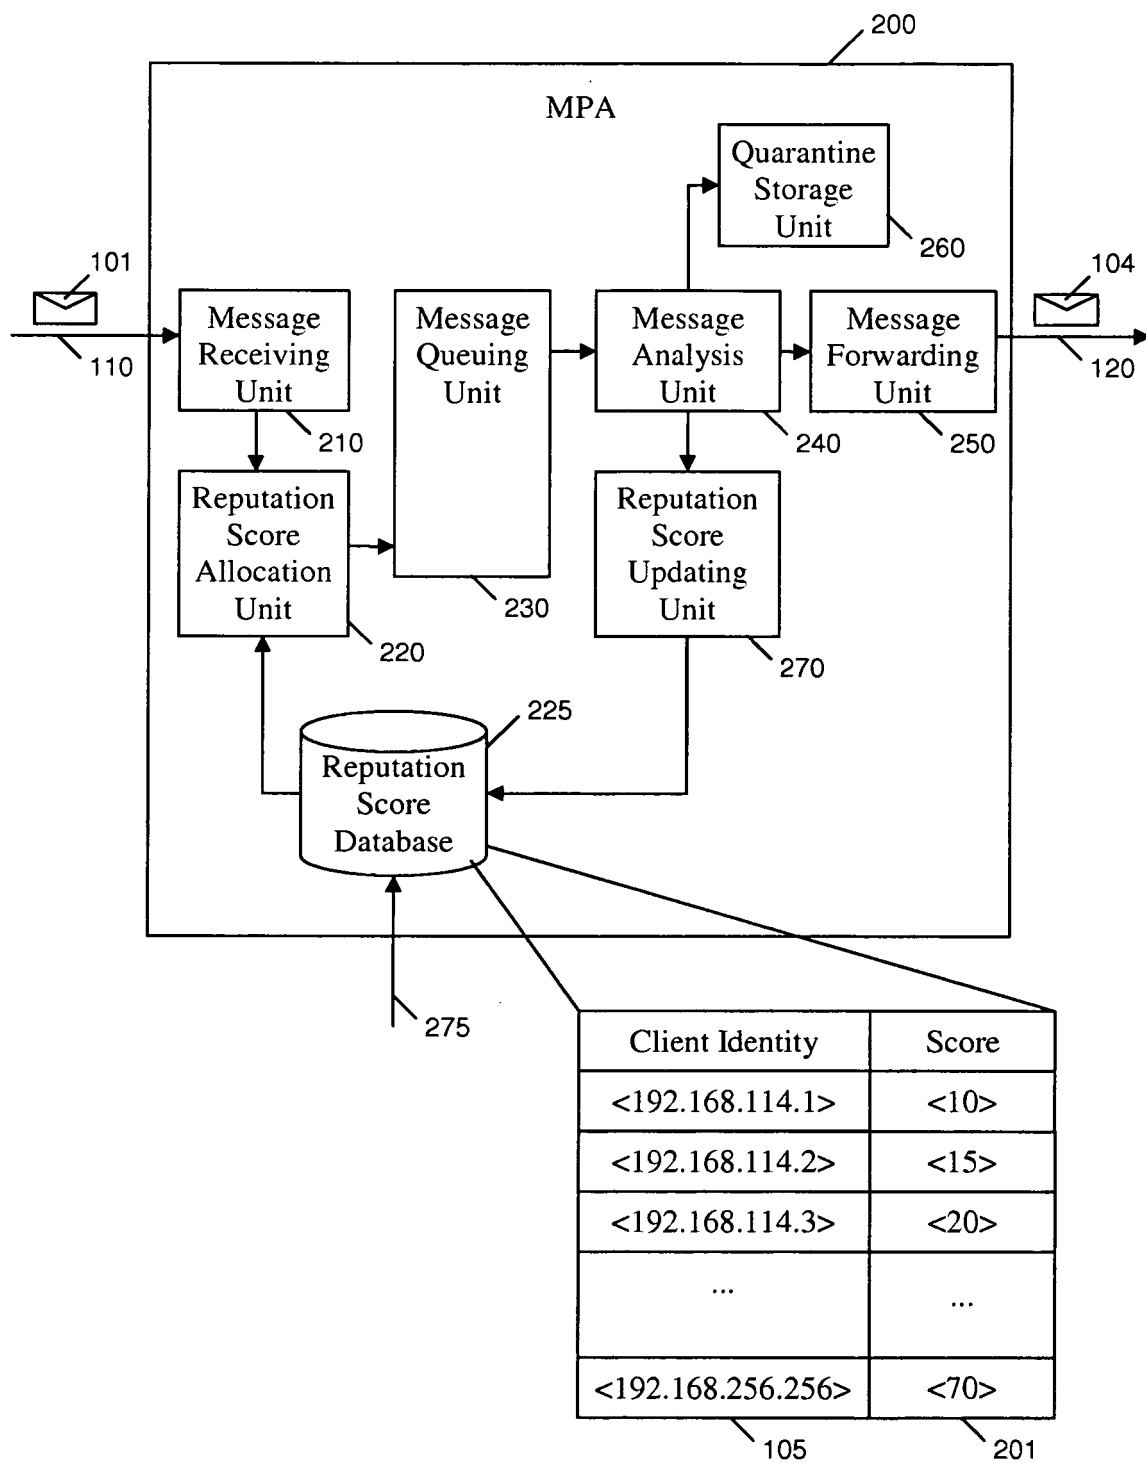 200
MPA
Quarantine
Storage
Unit
260
101
104
110
120
Message
Receiving
Unit
210
Message
Queuing
Unit
230
Message
Analysis
Unit
240
Message
Forwarding
Unit
250
Reputation
Score
Allocation
Unit
220
Reputation
Score
Updating
Unit
270
225
Reputation
Score
Database
275
Client Identity Score
<192.168.114.1> <10>
<192.168.114.2> <15>
<192.168.114.3> <20>
... ...
<192.168.256.256> <70>
105 201